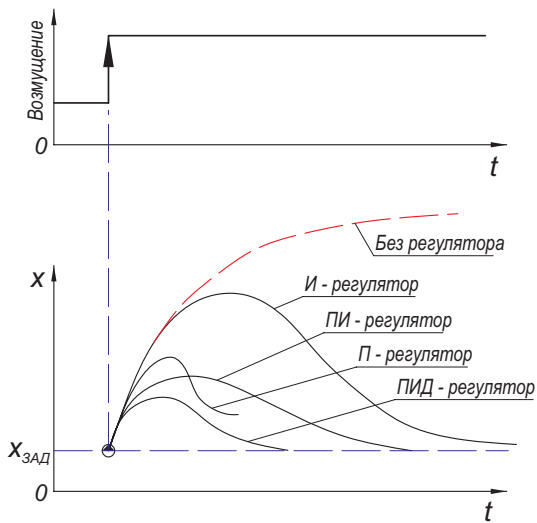 Возмущение
0
t
Без регулятора
x
И - регулятор
ПИ - регулятор
П - регулятор
ПИД - регулятор
xЗАД
0
t